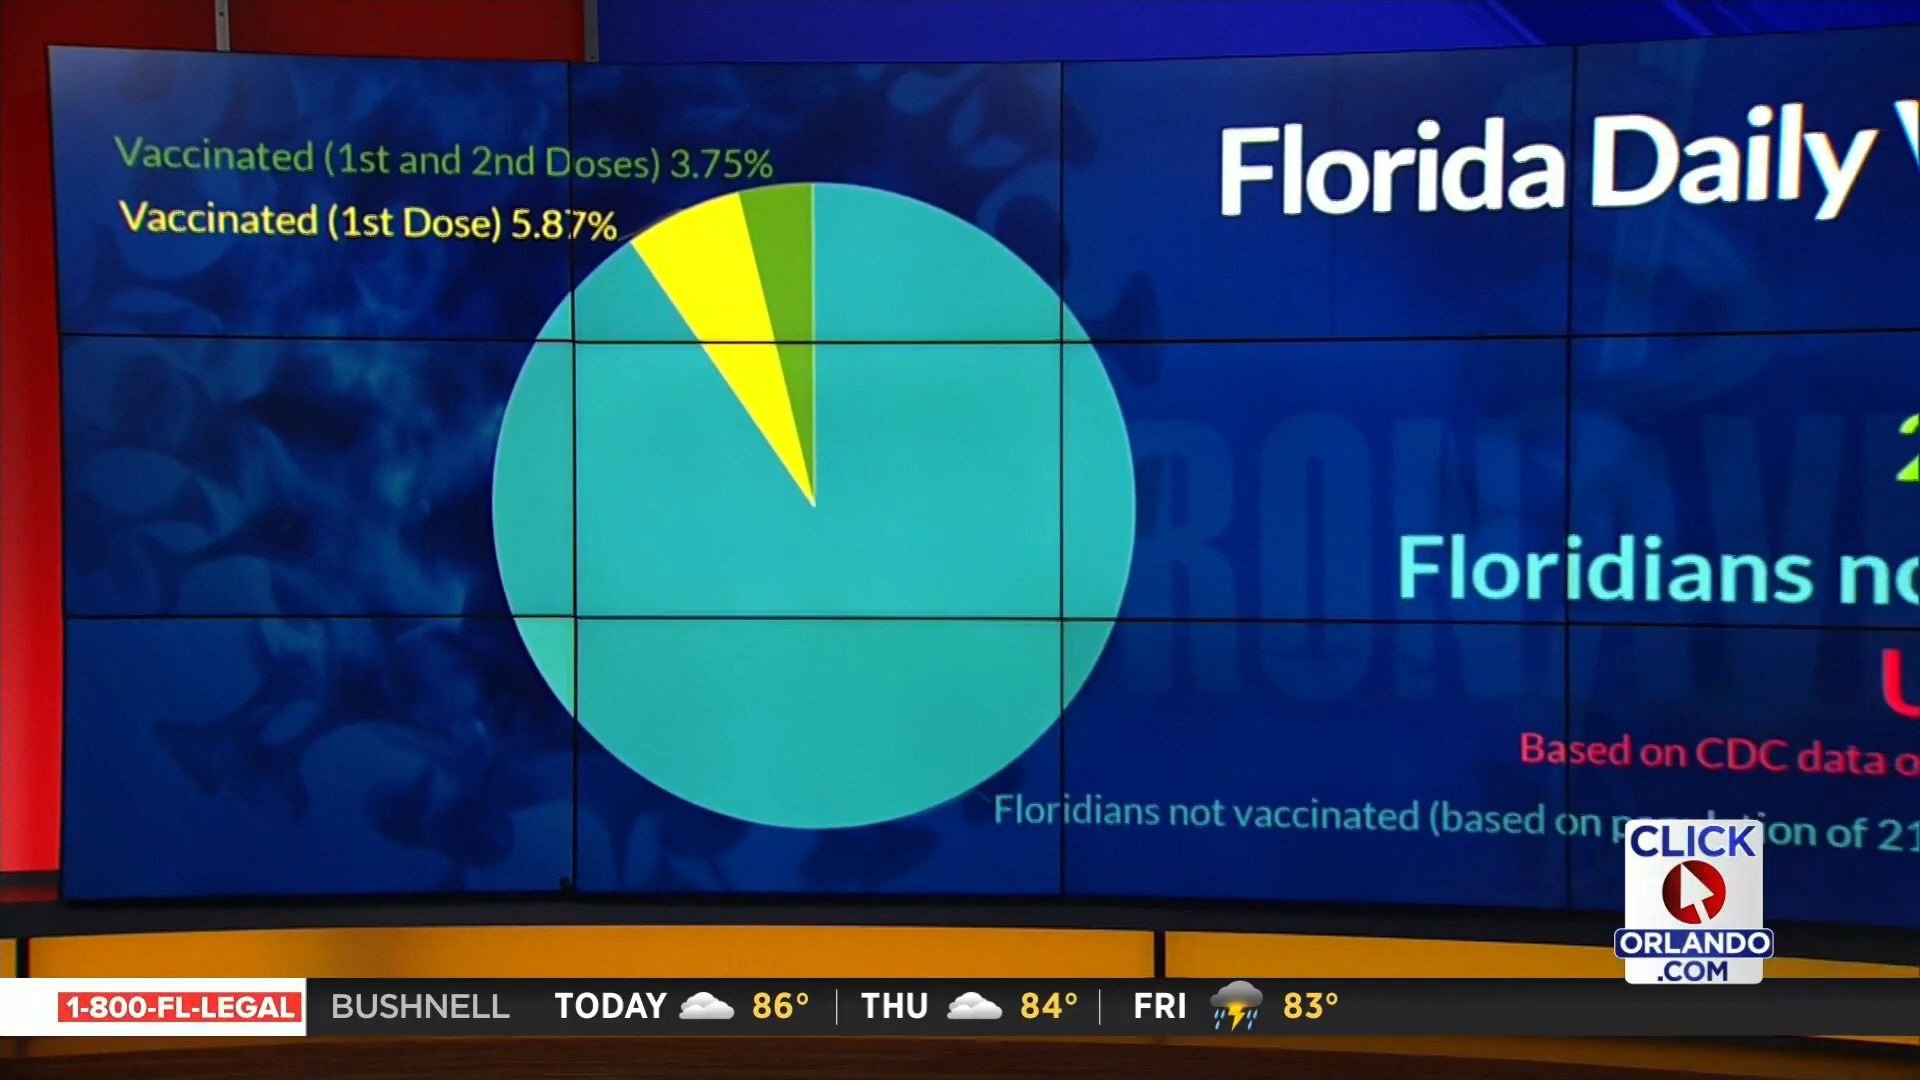 Vaccinated (1st and 2nd Doses) 3.75%
Vaccinated (1st Dose) 5.87%
Florida Daily
Floridians
Based on CDC data
Floridians not vaccinated (based on of
CLICK
ORLANDO
.COM
1-800-FL-LEGAL BUSHNELL TODAY 86° THU 84° FRI 83°